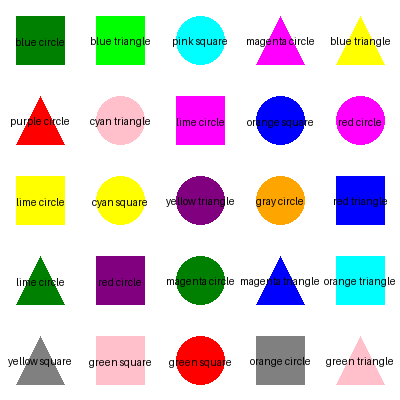 blue circle blue triangle pink square magenta circle blue triangle
purple circle cyan triangle lime circle orange square red circle
lime circle cyan square yellow triangle gray circle red triangle
lime circle red circle magenta circle magenta triangle orange triangle
yellow square green square green square orange circle green triangle